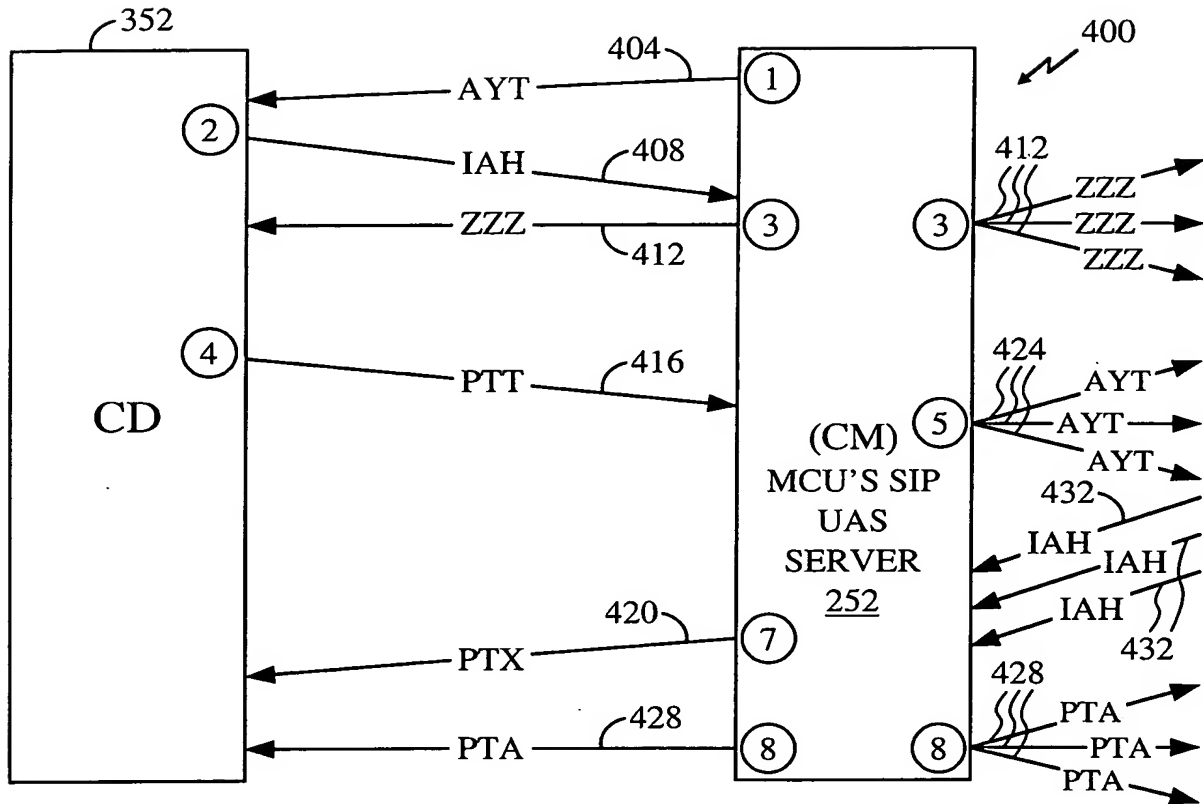 352
404
400
AYT
1
2
IAH
408
412
ZZZ
ZZZ
3
3
ZZZ
412
ZZZ
4
416
424
PTT
AYT
CD
5
AYT
(CM)
AYT
MCU'S SIP
432
UAS
IAH
SERVER
IAH
252
IAH
420
7
432
PTX
428
428
PTA
PTA
8
8
PTA
PTA